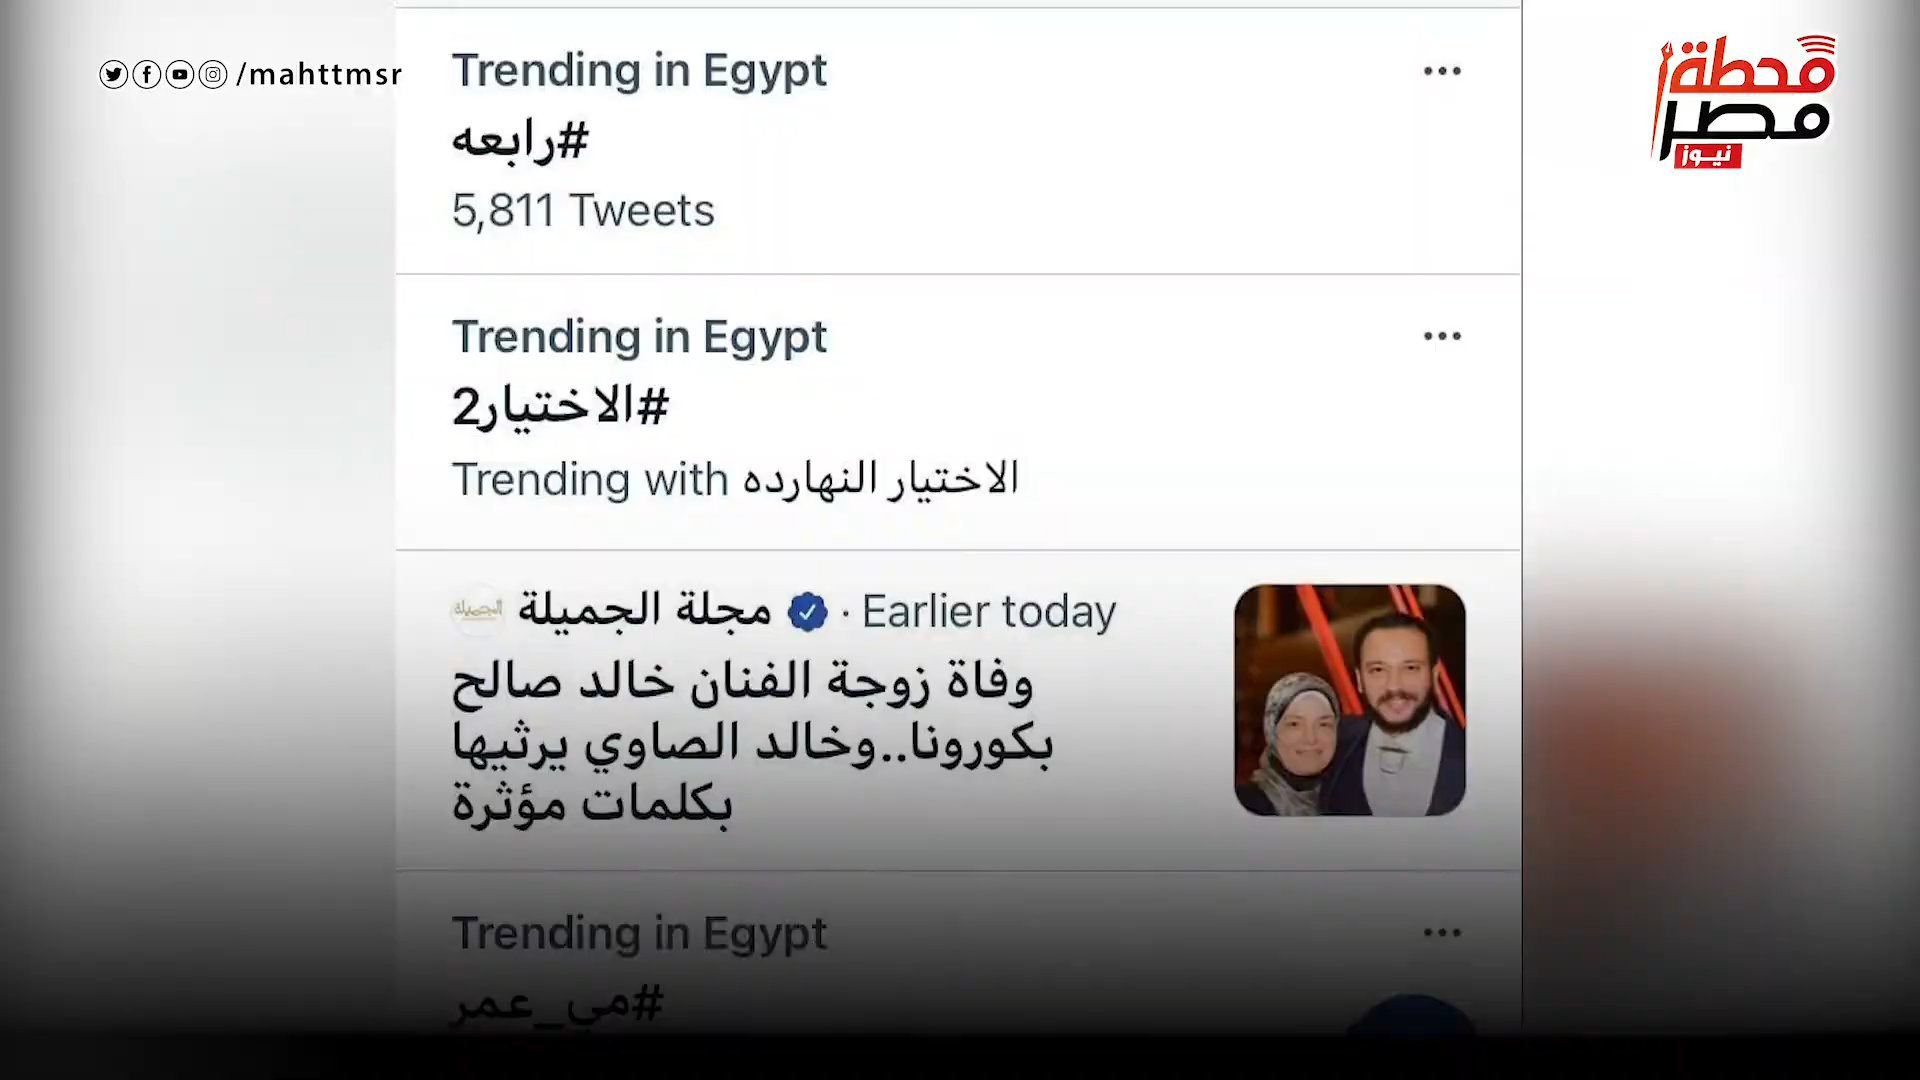 /mahttmsr
محطة
مصر
نيوز
Trending in Egypt
#رابعه
5,811 Tweets
Trending in Egypt
#الاختيار2
Trending with الاختيار النهارده
الجميلة
مجلة الجميلة · Earlier today
وفاة زوجة الفنان خالد صالح
بكورونا..وخالد الصاوي يرثيها
بكلمات مؤثرة
Trending in Egypt
#مي_عمر